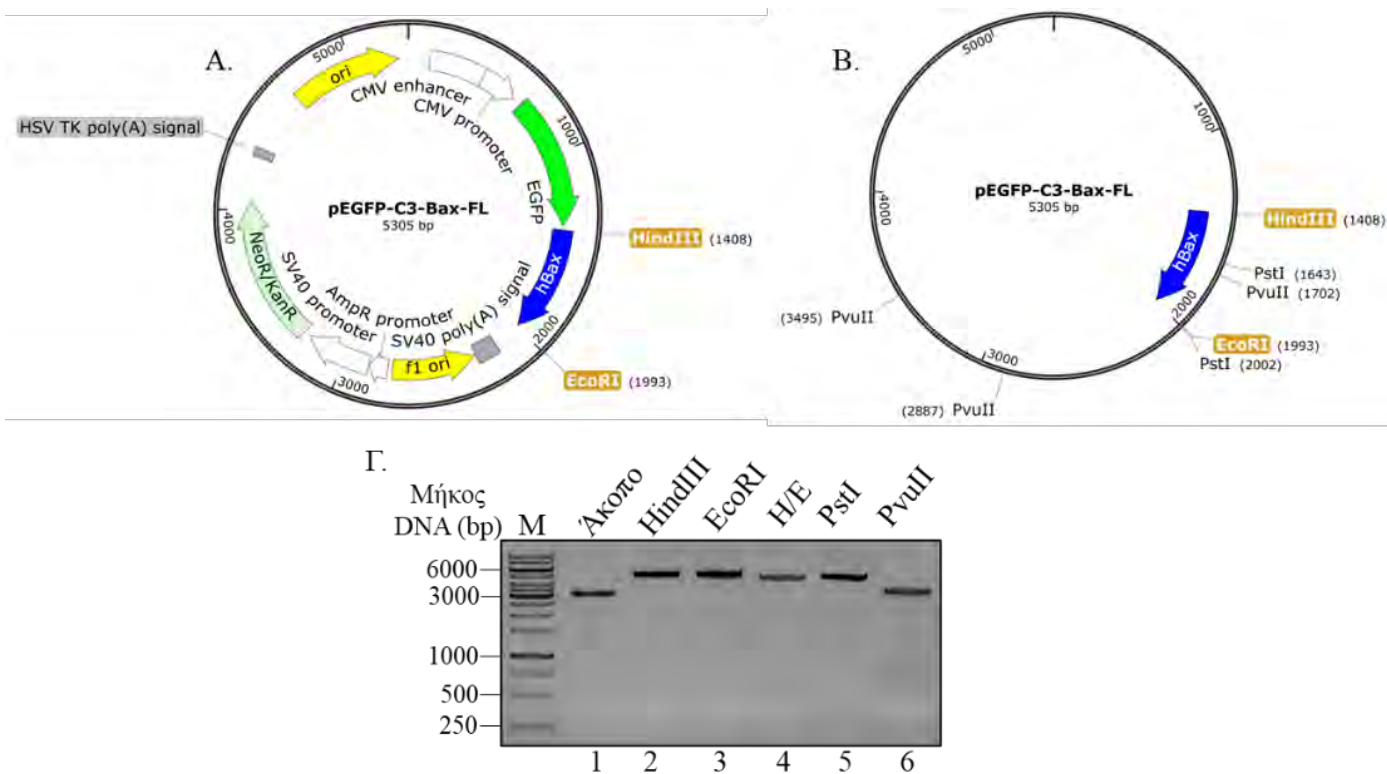 A.
5000
ori
CMV enhancer
CMV promoter
HSV TK poly(A) signal
1000
EGFP
pEGFP-C3-Bax-FL
5305 bp
HindIII (1408)
4000
NeoR/KanR
SV40 promoter
AmpR promoter
SV40 poly(A) signal
hBax
2000
f1 ori
3000
EcoRI (1993)
B.
5000
1000
pEGFP-C3-Bax-FL
5305 bp
4000
HindIII (1408)
hBax
PstI (1643)
PvuII (1702)
2000
(3495) PvuII
EcoRI (1993)
PstI (2002)
3000
(2887) PvuII
Γ.
Μήκος
DNA (bp)
M
Άκοπο
HindIII
EcoRI
H/E
PstI
PvuII
6000
3000
1000
500
250
1 2 3 4 5 6